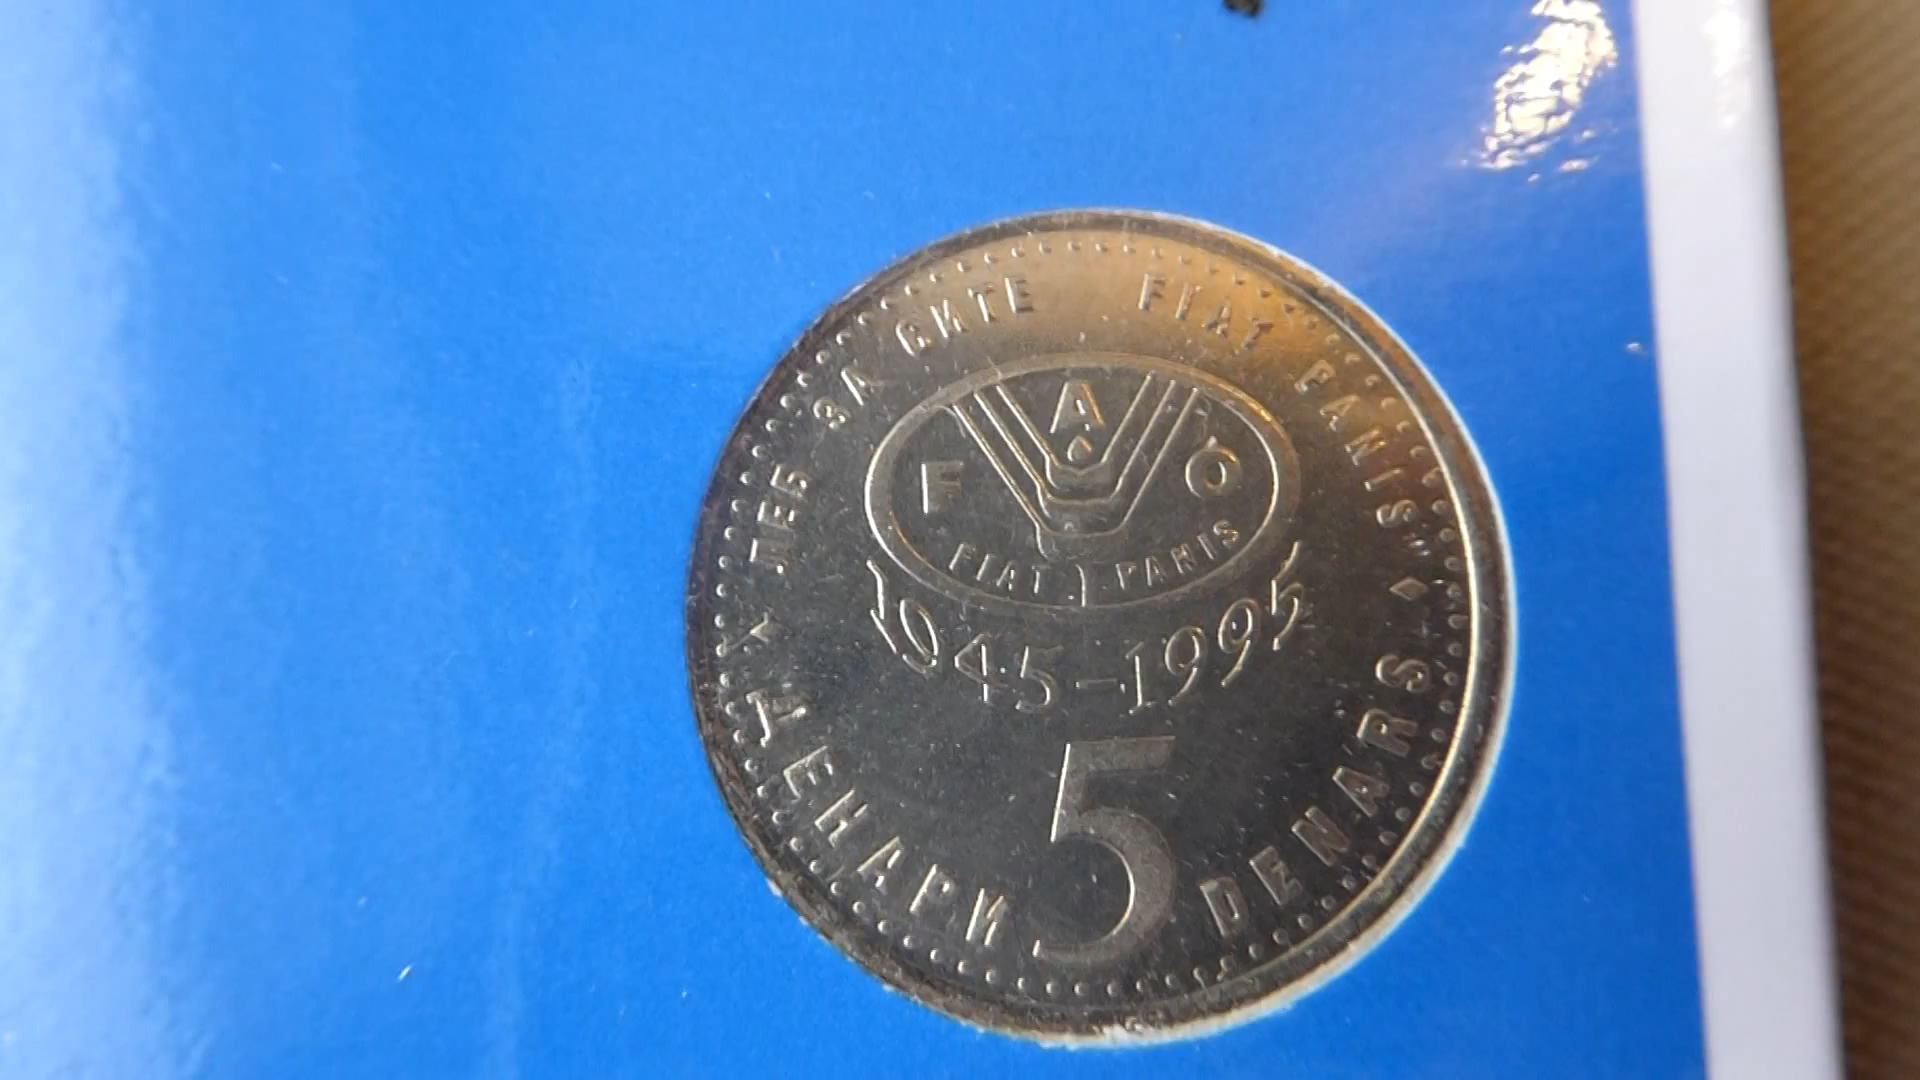 ЛЕБ ЗА СИТЕ FIAT PANIS
F A O
FIAT PANIS
1945-1995
5
ДЕНАРИ DENARS